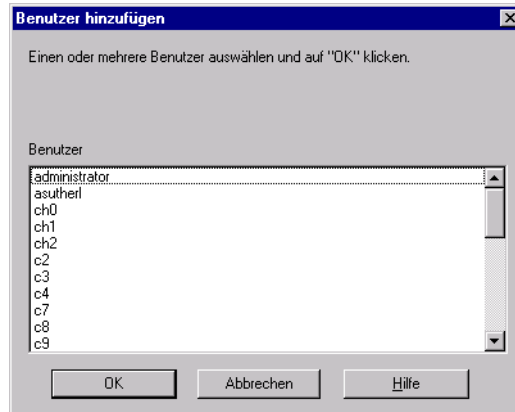 Benutzer hinzufügen
Einen oder mehrere Benutzer auswählen und auf "OK" klicken.
Benutzer
administrator
asutherl
ch0
ch1
ch2
c2
c3
c4
c7
c8
c9
OK Abbrechen Hilfe